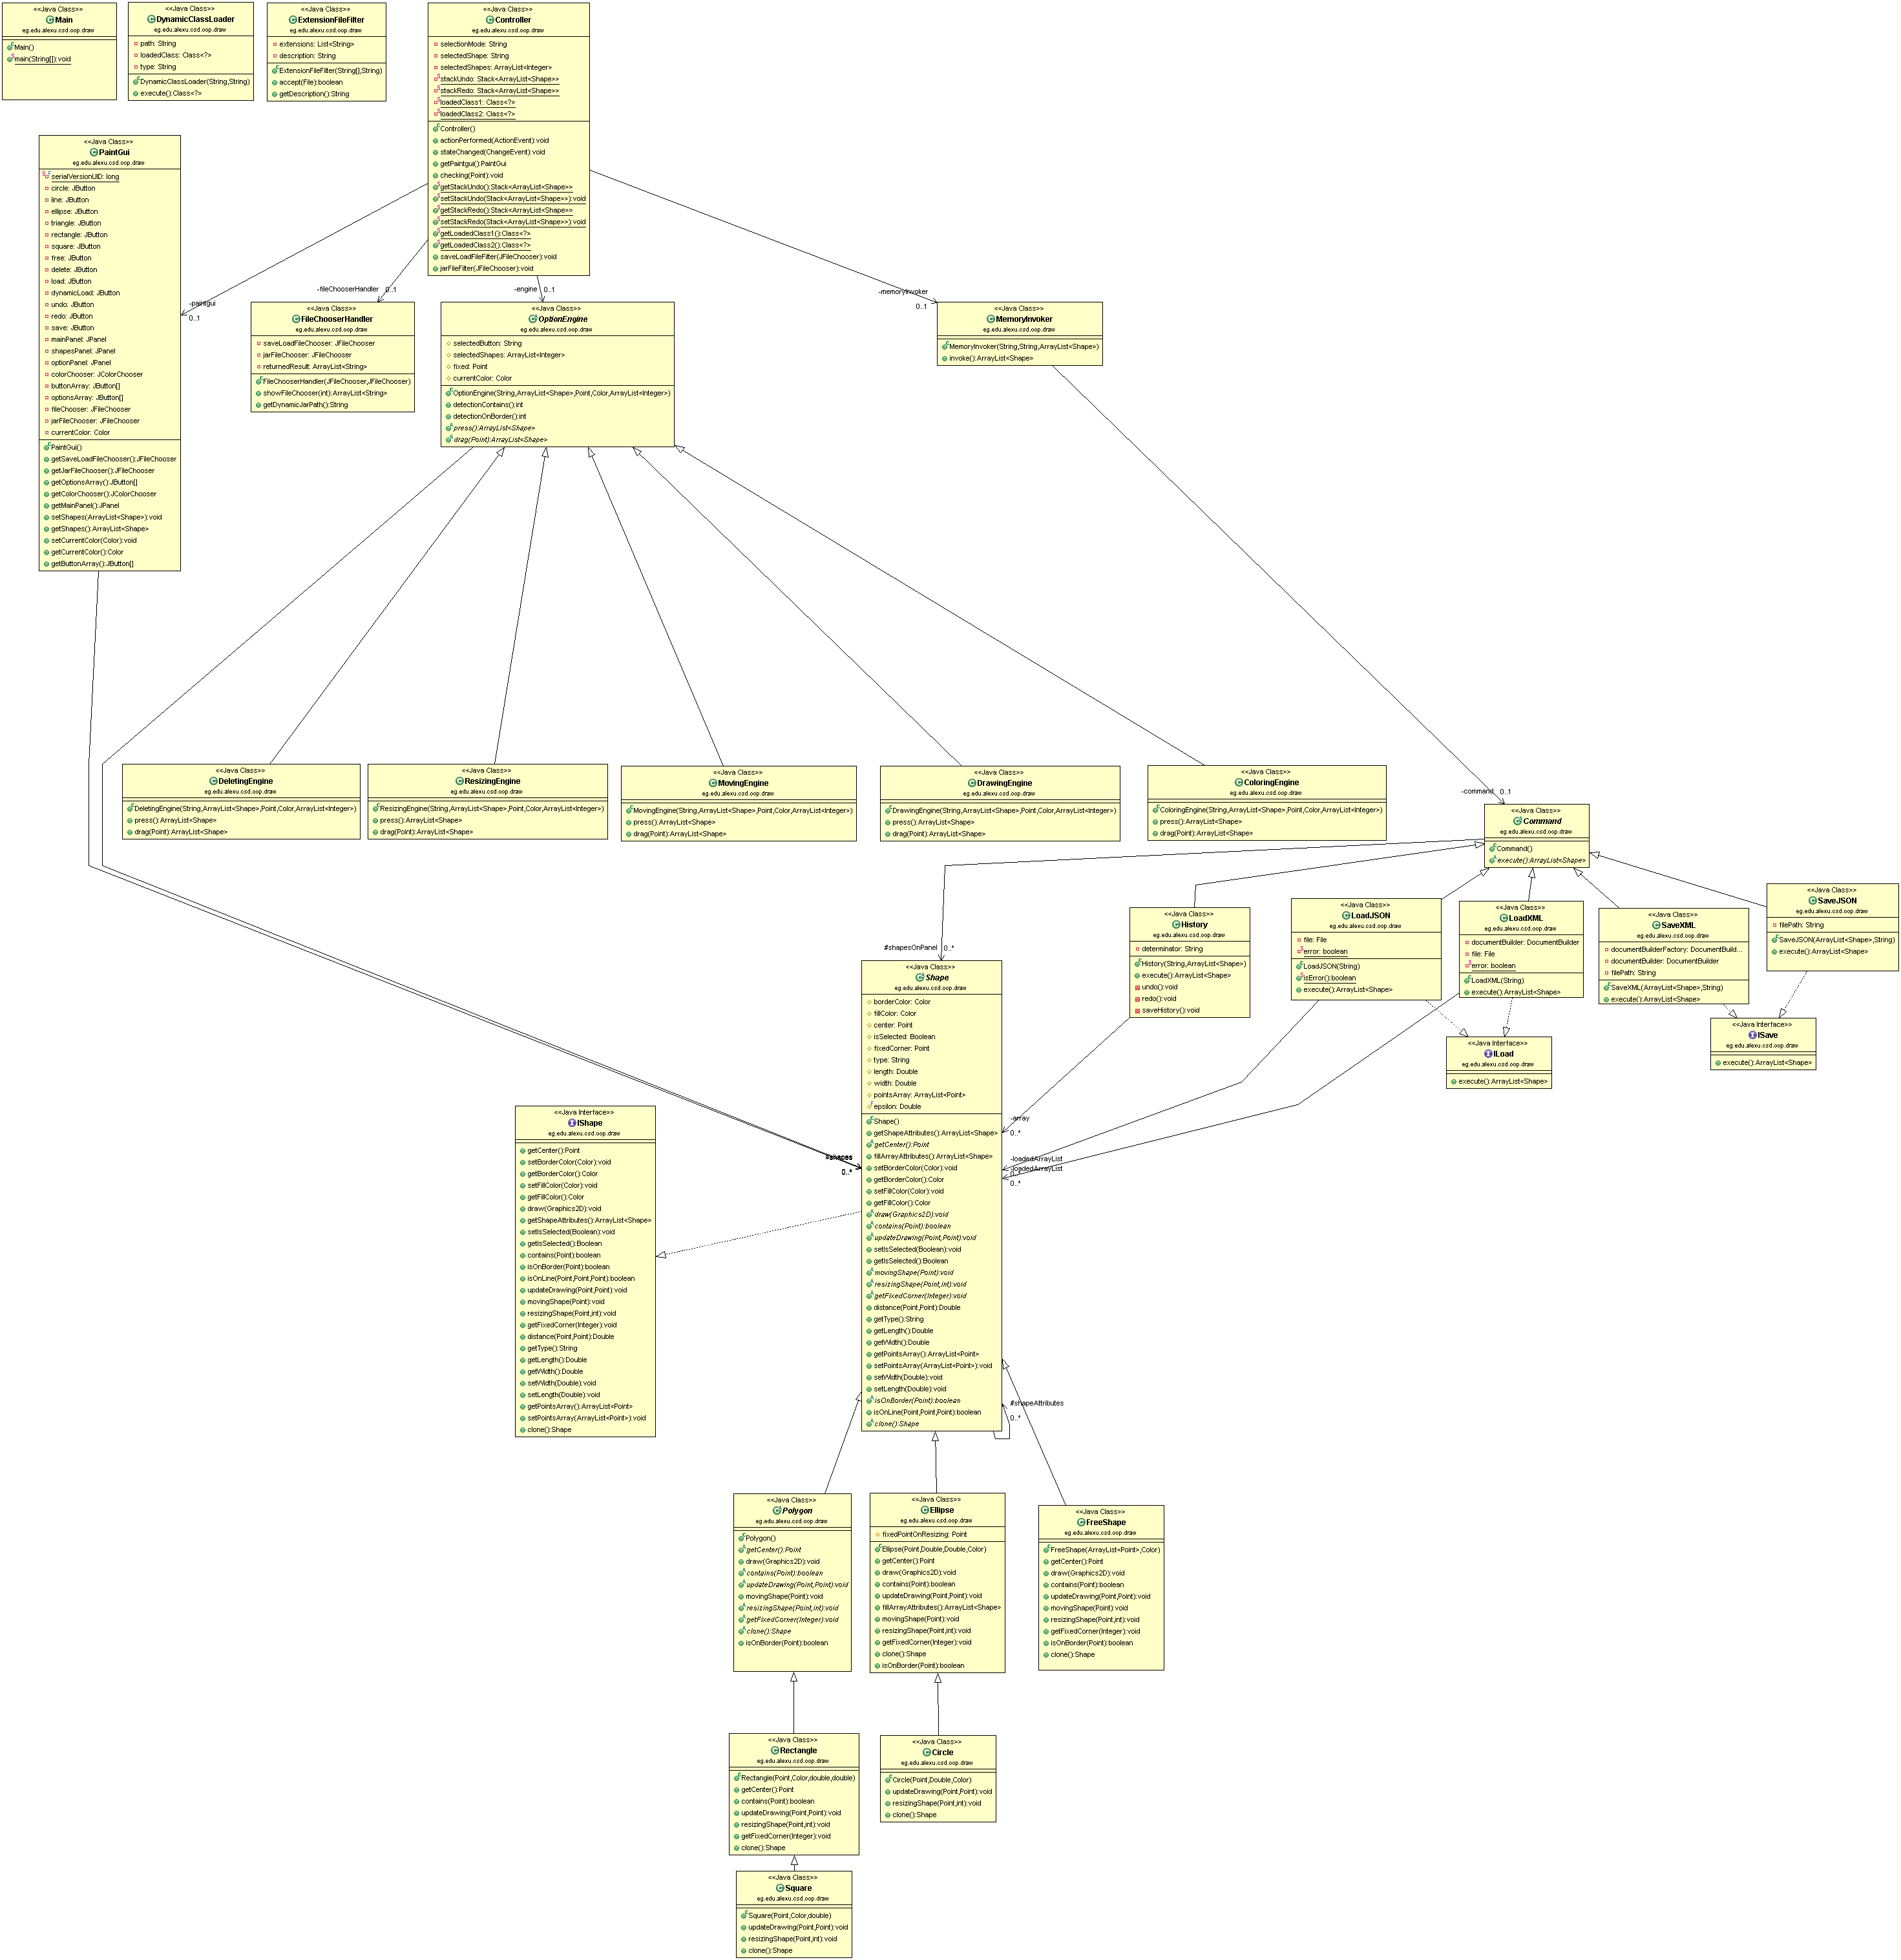 <<Java Class>>
Main
eg.edu.alexu.csd.oop.draw
Main()
main(String[]):void
<<Java Class>>
DynamicClassLoader
eg.edu.alexu.csd.oop.draw
path: String
loadedClass: Class<?>
type: String
DynamicClassLoader(String,String)
execute():Class<?>
<<Java Class>>
ExtensionFileFilter
eg.edu.alexu.csd.oop.draw
extensions: List<String>
description: String
ExtensionFileFilter(String[],String)
accept(File):boolean
getDescription():String
<<Java Class>>
Controller
eg.edu.alexu.csd.oop.draw
selectionMode: String
selectedShape: String
selectedShapes: ArrayList<Integer>
stackUndo: Stack<ArrayList<Shape>>
stackRedo: Stack<ArrayList<Shape>>
loadedClass1: Class<?>
loadedClass2: Class<?>
Controller()
actionPerformed(ActionEvent):void
stateChanged(ChangeEvent):void
getPaintgui():PaintGui
checking(Point):void
getStackUndo():Stack<ArrayList<Shape>>
setStackUndo(Stack<ArrayList<Shape>>):void
getStackRedo():Stack<ArrayList<Shape>>
setStackRedo(Stack<ArrayList<Shape>>):void
getLoadedClass1():Class<?>
getLoadedClass2():Class<?>
saveLoadFileFilter(JFileChooser):void
jarFileFilter(JFileChooser):void
<<Java Class>>
PaintGui
eg.edu.alexu.csd.oop.draw
serialVersionUID: long
circle: JButton
line: JButton
ellipse: JButton
triangle: JButton
rectangle: JButton
square: JButton
free: JButton
delete: JButton
load: JButton
dynamicLoad: JButton
undo: JButton
redo: JButton
save: JButton
mainPanel: JPanel
shapesPanel: JPanel
optionPanel: JPanel
colorChooser: JColorChooser
buttonArray: JButton[]
optionsArray: JButton[]
fileChooser: JFileChooser
jarFileChooser: JFileChooser
currentColor: Color
PaintGui()
getSaveLoadFileChooser():JFileChooser
getJarFileChooser():JFileChooser
getOptionsArray():JButton[]
getColorChooser():JColorChooser
getMainPanel():JPanel
setShapes(ArrayList<Shape>):void
getShapes():ArrayList<Shape>
setCurrentColor(Color):void
getCurrentColor():Color
getButtonArray():JButton[]
-paintgui
0..1
-fileChooserHandler 0..1
-engine 0..1
-memoryInvoker
0..1
<<Java Class>>
FileChooserHandler
eg.edu.alexu.csd.oop.draw
saveLoadFileChooser: JFileChooser
jarFileChooser: JFileChooser
returnedResult: ArrayList<String>
FileChooserHandler(JFileChooser,JFileChooser)
showFileChooser(int):ArrayList<String>
getDynamicJarPath():String
<<Java Class>>
OptionEngine
eg.edu.alexu.csd.oop.draw
selectedButton: String
selectedShapes: ArrayList<Integer>
fixed: Point
currentColor: Color
OptionEngine(String,ArrayList<Shape>,Point,Color,ArrayList<Integer>)
detectionContains():int
detectionOnBorder():int
press():ArrayList<Shape>
drag(Point):ArrayList<Shape>
<<Java Class>>
MemoryInvoker
eg.edu.alexu.csd.oop.draw
MemoryInvoker(String,String,ArrayList<Shape>)
invoke():ArrayList<Shape>
<<Java Class>>
DeletingEngine
eg.edu.alexu.csd.oop.draw
DeletingEngine(String,ArrayList<Shape>,Point,Color,ArrayList<Integer>)
press():ArrayList<Shape>
drag(Point):ArrayList<Shape>
<<Java Class>>
ResizingEngine
eg.edu.alexu.csd.oop.draw
ResizingEngine(String,ArrayList<Shape>,Point,Color,ArrayList<Integer>)
press():ArrayList<Shape>
drag(Point):ArrayList<Shape>
<<Java Class>>
MovingEngine
eg.edu.alexu.csd.oop.draw
MovingEngine(String,ArrayList<Shape>,Point,Color,ArrayList<Integer>)
press():ArrayList<Shape>
drag(Point):ArrayList<Shape>
<<Java Class>>
DrawingEngine
eg.edu.alexu.csd.oop.draw
DrawingEngine(String,ArrayList<Shape>,Point,Color,ArrayList<Integer>)
press():ArrayList<Shape>
drag(Point):ArrayList<Shape>
<<Java Class>>
ColoringEngine
eg.edu.alexu.csd.oop.draw
ColoringEngine(String,ArrayList<Shape>,Point,Color,ArrayList<Integer>)
press():ArrayList<Shape>
drag(Point):ArrayList<Shape>
-command 0..1
<<Java Class>>
Command
eg.edu.alexu.csd.oop.draw
Command()
execute():ArrayList<Shape>
<<Java Class>>
History
eg.edu.alexu.csd.oop.draw
determinator: String
History(String,ArrayList<Shape>)
execute():ArrayList<Shape>
undo():void
redo():void
saveHistory():void
<<Java Class>>
LoadJSON
eg.edu.alexu.csd.oop.draw
file: File
error: boolean
LoadJSON(String)
isError():boolean
execute():ArrayList<Shape>
<<Java Class>>
LoadXML
eg.edu.alexu.csd.oop.draw
documentBuilder: DocumentBuilder
file: File
error: boolean
LoadXML(String)
execute():ArrayList<Shape>
<<Java Class>>
SaveXML
eg.edu.alexu.csd.oop.draw
documentBuilderFactory: DocumentBuild...
documentBuilder: DocumentBuilder
filePath: String
SaveXML(ArrayList<Shape>,String)
execute():ArrayList<Shape>
<<Java Class>>
SaveJSON
eg.edu.alexu.csd.oop.draw
filePath: String
SaveJSON(ArrayList<Shape>,String)
execute():ArrayList<Shape>
<<Java Interface>>
ILoad
eg.edu.alexu.csd.oop.draw
execute():ArrayList<Shape>
<<Java Interface>>
ISave
eg.edu.alexu.csd.oop.draw
execute():ArrayList<Shape>
#shapesOnPanel 0..*
<<Java Class>>
Shape
eg.edu.alexu.csd.oop.draw
borderColor: Color
fillColor: Color
center: Point
isSelected: Boolean
fixedCorner: Point
type: String
length: Double
width: Double
pointsArray: ArrayList<Point>
epsilon: Double
Shape()
getShapeAttributes():ArrayList<Shape>
getCenter():Point
fillArrayAttributes():ArrayList<Shape>
setBorderColor(Color):void
getBorderColor():Color
setFillColor(Color):void
getFillColor():Color
draw(Graphics2D):void
contains(Point):boolean
updateDrawing(Point,Point):void
setIsSelected(Boolean):void
getIsSelected():Boolean
movingShape(Point):void
resizingShape(Point,int):void
getFixedCorner(Integer):void
distance(Point,Point):Double
getType():String
getLength():Double
getWidth():Double
getPointsArray():ArrayList<Point>
setPointsArray(ArrayList<Point>):void
setWidth(Double):void
setLength(Double):void
isOnBorder(Point):boolean
isOnLine(Point,Point,Point):boolean
clone():Shape
-array
0..*
-loadedArrayList
0..*
-loadedArrayList
0..*
0..*
#shapeAttributes
0..*
<<Java Interface>>
IShape
eg.edu.alexu.csd.oop.draw
getCenter():Point
setBorderColor(Color):void
getBorderColor():Color
setFillColor(Color):void
getFillColor():Color
draw(Graphics2D):void
getShapeAttributes():ArrayList<Shape>
setIsSelected(Boolean):void
getIsSelected():Boolean
contains(Point):boolean
isOnBorder(Point):boolean
isOnLine(Point,Point,Point):boolean
updateDrawing(Point,Point):void
movingShape(Point):void
resizingShape(Point,int):void
getFixedCorner(Integer):void
distance(Point,Point):Double
getType():String
getLength():Double
getWidth():Double
setWidth(Double):void
setLength(Double):void
getPointsArray():ArrayList<Point>
setPointsArray(ArrayList<Point>):void
clone():Shape
<<Java Class>>
Polygon
eg.edu.alexu.csd.oop.draw
Polygon()
getCenter():Point
draw(Graphics2D):void
contains(Point):boolean
updateDrawing(Point,Point):void
movingShape(Point):void
resizingShape(Point,int):void
getFixedCorner(Integer):void
clone():Shape
isOnBorder(Point):boolean
<<Java Class>>
Ellipse
eg.edu.alexu.csd.oop.draw
fixedPointOnResizing: Point
Ellipse(Point,Double,Double,Color)
getCenter():Point
draw(Graphics2D):void
contains(Point):boolean
updateDrawing(Point,Point):void
fillArrayAttributes():ArrayList<Shape>
movingShape(Point):void
resizingShape(Point,int):void
getFixedCorner(Integer):void
clone():Shape
isOnBorder(Point):boolean
<<Java Class>>
FreeShape
eg.edu.alexu.csd.oop.draw
FreeShape(ArrayList<Point>,Color)
getCenter():Point
draw(Graphics2D):void
contains(Point):boolean
updateDrawing(Point,Point):void
movingShape(Point):void
resizingShape(Point,int):void
getFixedCorner(Integer):void
isOnBorder(Point):boolean
clone():Shape
<<Java Class>>
Rectangle
eg.edu.alexu.csd.oop.draw
Rectangle(Point,Color,double,double)
getCenter():Point
contains(Point):boolean
updateDrawing(Point,Point):void
resizingShape(Point,int):void
getFixedCorner(Integer):void
clone():Shape
<<Java Class>>
Circle
eg.edu.alexu.csd.oop.draw
Circle(Point,Double,Color)
updateDrawing(Point,Point):void
resizingShape(Point,int):void
clone():Shape
<<Java Class>>
Square
eg.edu.alexu.csd.oop.draw
Square(Point,Color,double)
updateDrawing(Point,Point):void
resizingShape(Point,int):void
clone():Shape